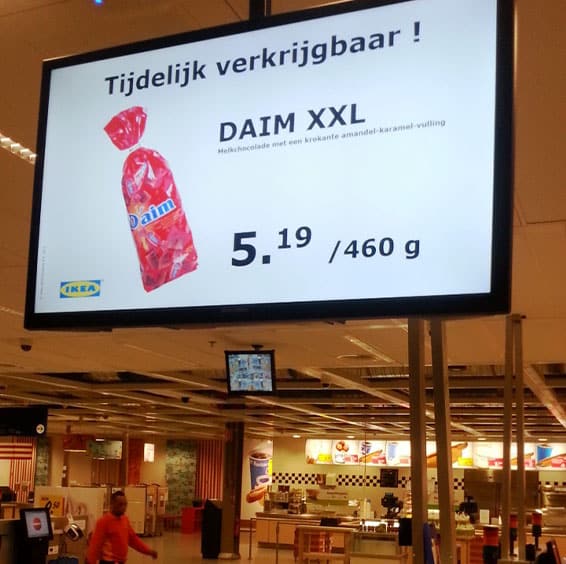 Tijdelijk verkrijgbaar !
DAIM XXL
Melkchocolade met een krokante amandel-karamel-vulling
Daim
5.19 /460 g
IKEA